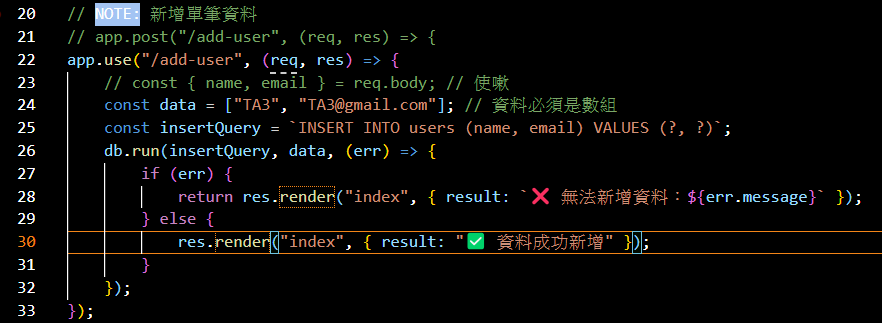 20 // NOTE: 新增單筆資料
21 // app.post("/add-user", (req, res) => {
22 app.use("/add-user", (req, res) => {
23 // const { name, email } = req.body; // 使嗽
24 const data = ["TA3", "TA3@gmail.com"]; // 資料必須是數組
25 const insertQuery = `INSERT INTO users (name, email) VALUES (?, ?)`;
26 db.run(insertQuery, data, (err) => {
27 if (err) {
28 return res.render("index", { result: `❌ 無法新增資料：${err.message}` });
29 } else {
30 res.render("index", { result: "✅ 資料成功新增" });
31 }
32 });
33 });